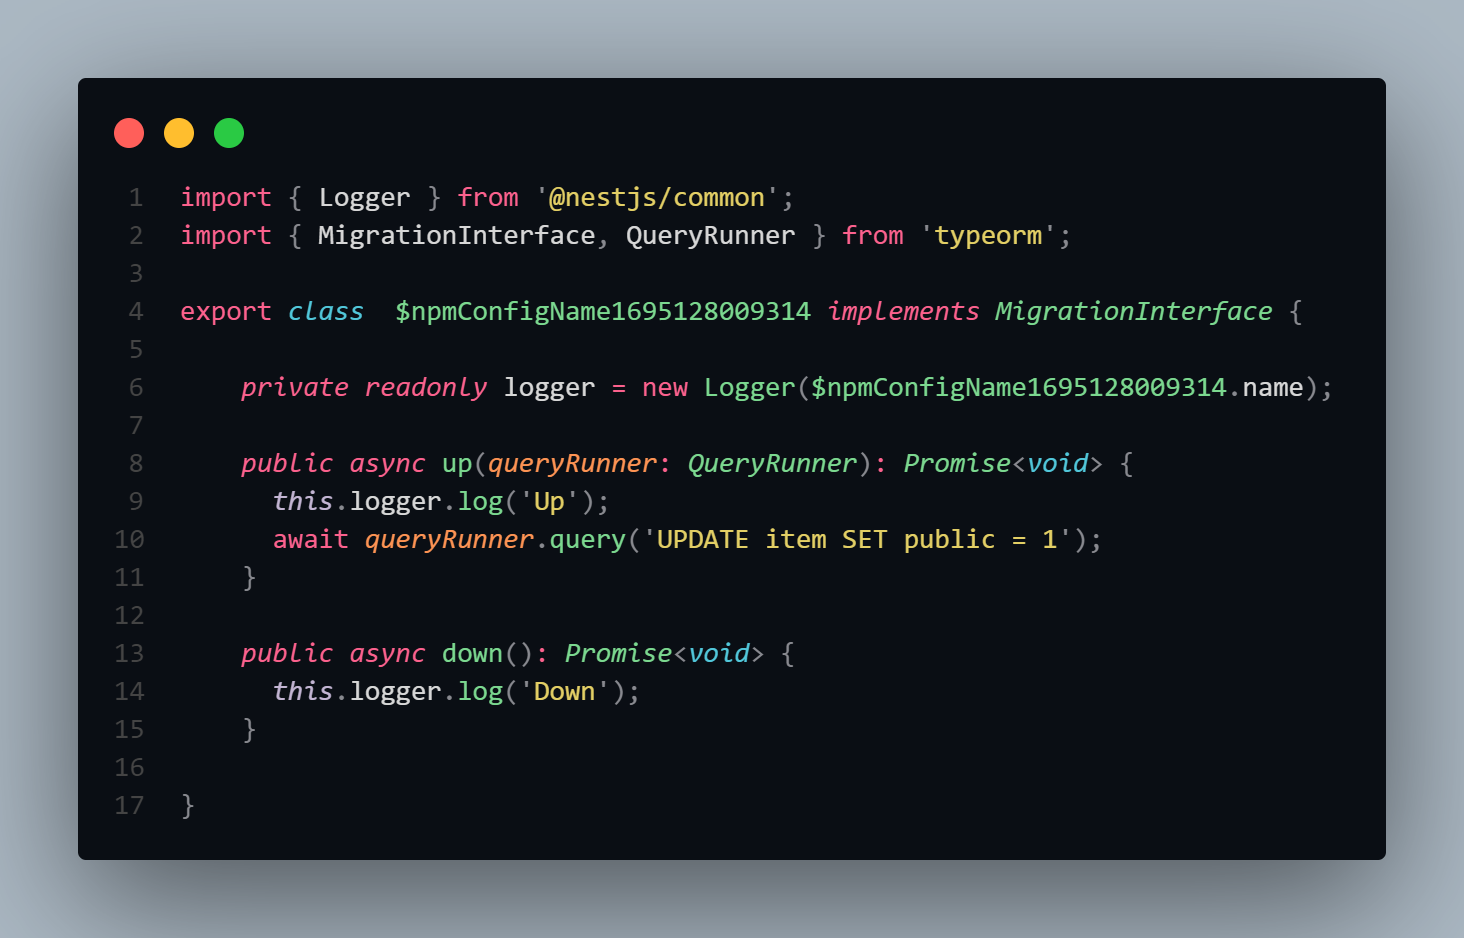 1 import { Logger } from '@nestjs/common';
2 import { MigrationInterface, QueryRunner } from 'typeorm';
3
4 export class  $npmConfigName1695128009314 implements MigrationInterface {
5
6     private readonly logger = new Logger($npmConfigName1695128009314.name);
7
8     public async up(queryRunner: QueryRunner): Promise<void> {
9       this.logger.log('Up');
10       await queryRunner.query('UPDATE item SET public = 1');
11     }
12
13     public async down(): Promise<void> {
14       this.logger.log('Down');
15     }
16
17 }